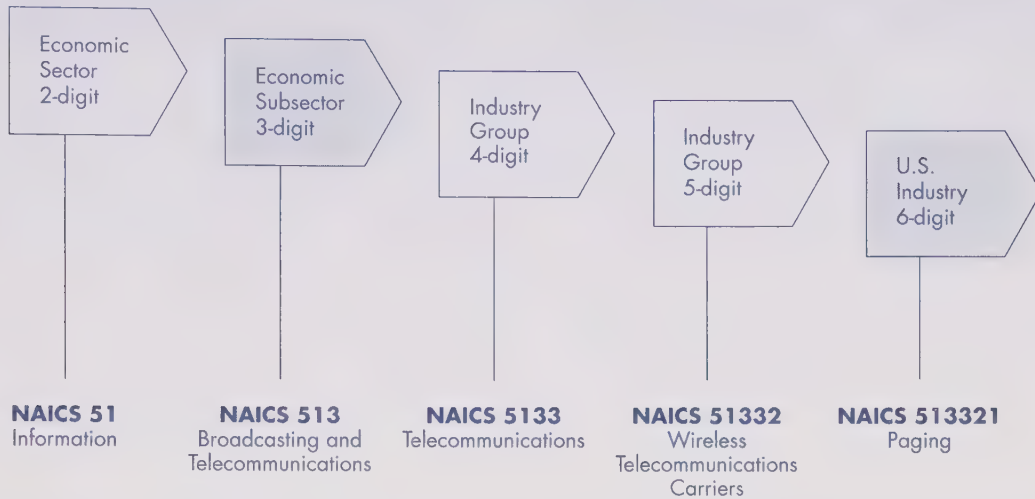 Economic
Sector
2-digit
Economic
Subsector
3-digit
Industry
Group
4-digit
Industry
Group
5-digit
U.S.
Industry
6-digit
NAICS 51
Information
NAICS 513
Broadcasting and
Telecommunications
NAICS 5133
Telecommunications
NAICS 51332
Wireless
Telecommunications
Carriers
NAICS 513321
Paging